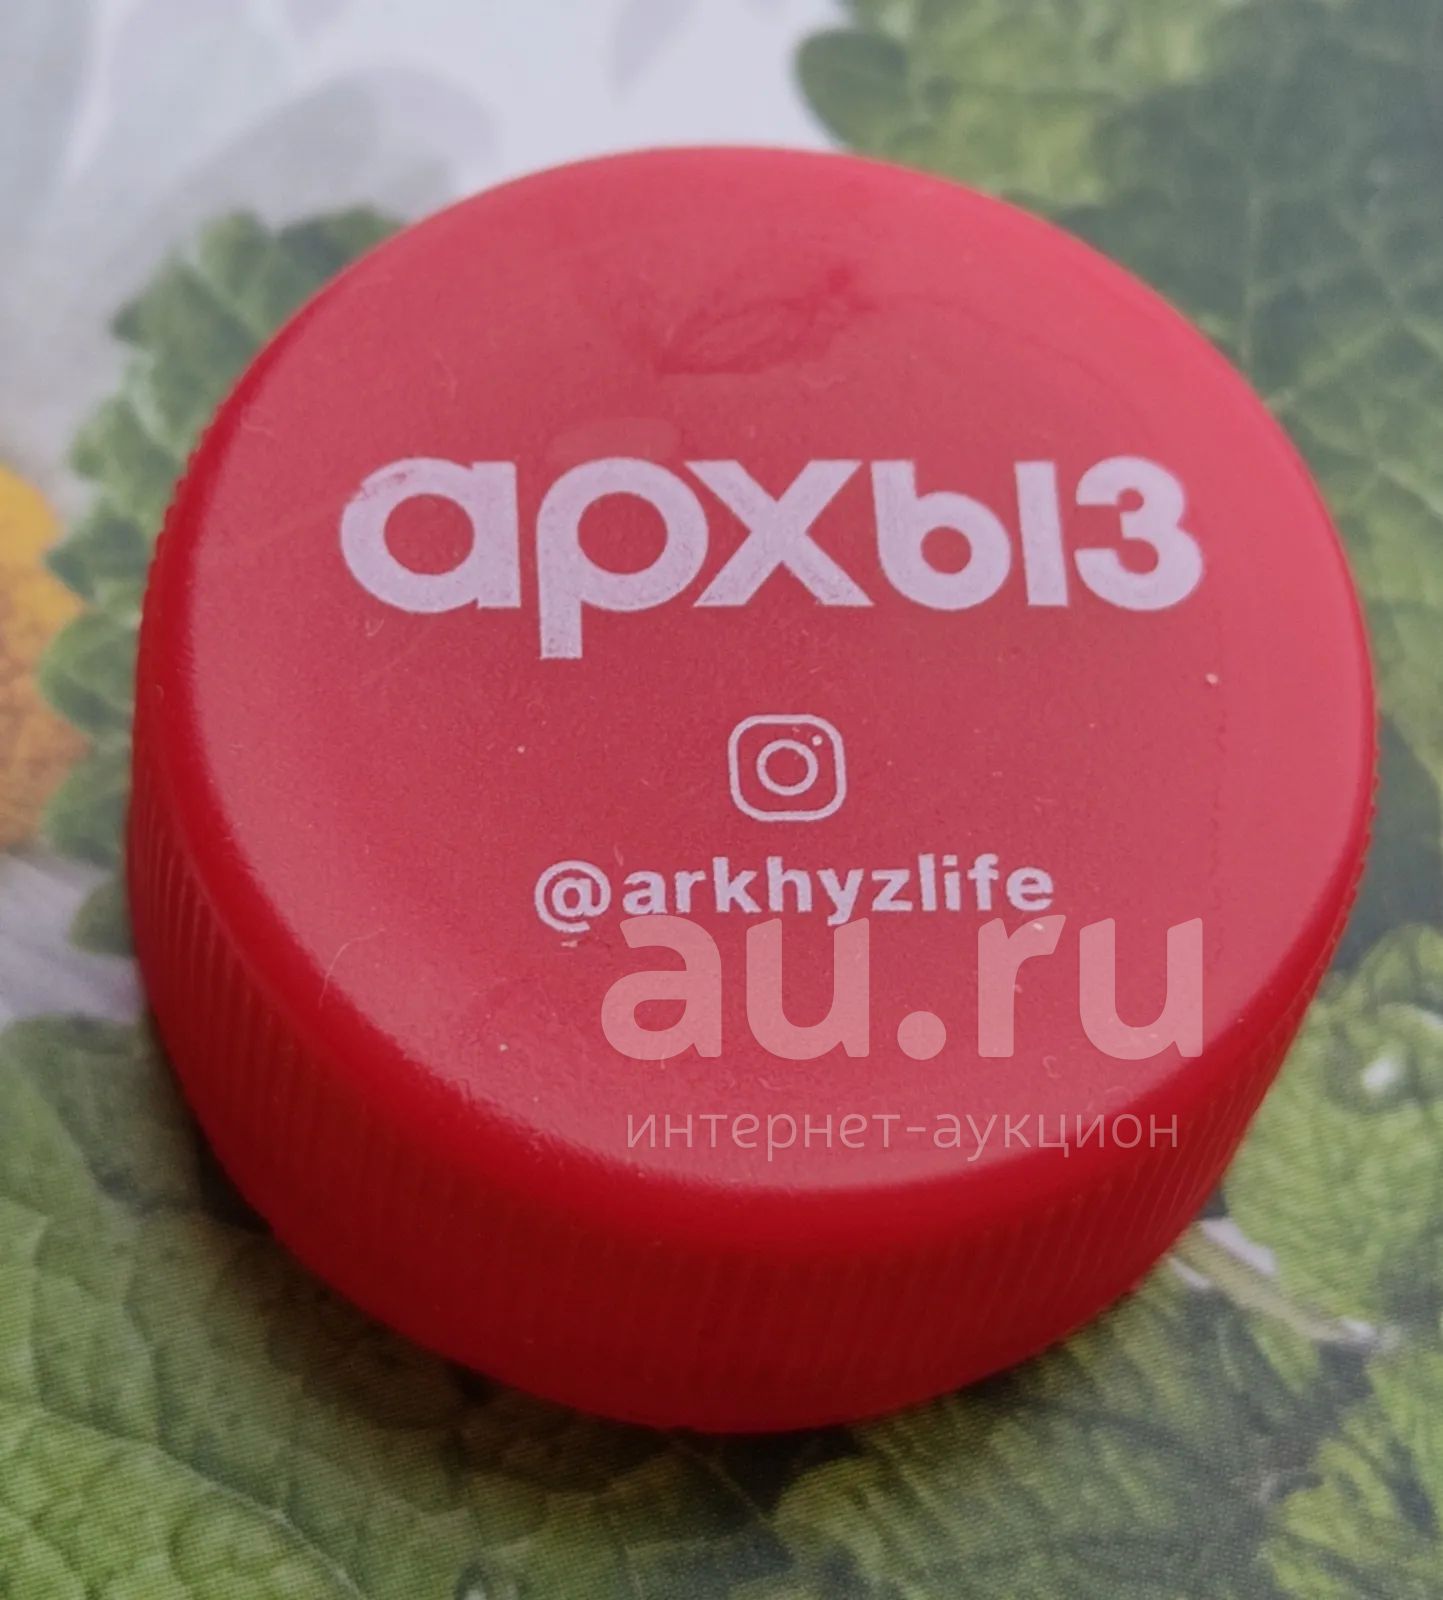 архыз
@arkhyzlife
au.ru
интернет-аукцион